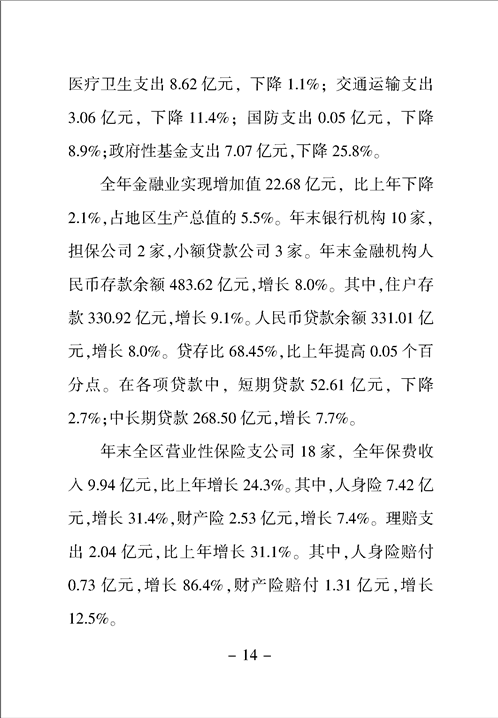 医疗卫生支出 8.62 亿元，下降 1.1%；交通运输支出
3.06 亿元，下降 11.4%；国防支出 0.05 亿元，下降
8.9%;政府性基金支出 7.07 亿元,下降 25.8%。
全年金融业实现增加值 22.68 亿元，比上年下降
2.1%,占地区生产总值的 5.5%。年末银行机构 10 家,
担保公司 2 家,小额贷款公司 3 家。年末金融机构人
民币存款余额 483.62 亿元,增长 8.0%。其中,住户存
款 330.92 亿元,增长 9.1%。人民币贷款余额 331.01 亿
元,增长 8.0%。贷存比 68.45%,比上年提高 0.05 个百
分点。在各项贷款中，短期贷款 52.61 亿元，下降
2.7%;中长期贷款 268.50 亿元,增长 7.7%。
年末全区营业性保险支公司 18 家，全年保费收
入 9.94 亿元,比上年增长 24.3%。其中,人身险 7.42 亿
元,增长 31.4%,财产险 2.53 亿元,增长 7.4%。理赔支
出 2.04 亿元,比上年增长 31.1%。其中,人身险赔付
0.73 亿元,增长 86.4%,财产险赔付 1.31 亿元,增长
12.5%。
- 14 -